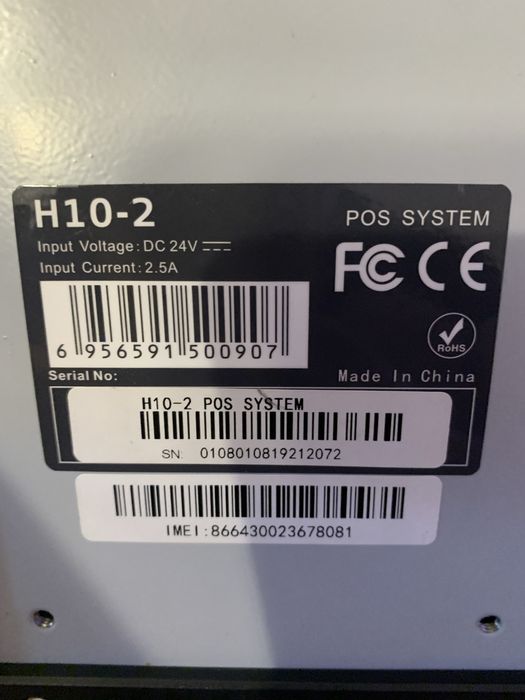 H10-2
POS SYSTEM
Input Voltage: DC 24V
Input Current: 2.5A
FC CE
6 956591 500907
RoHS
Serial No:
Made In China
H10-2 POS SYSTEM
SN: 0108010819212072
IMEI:866430023678081